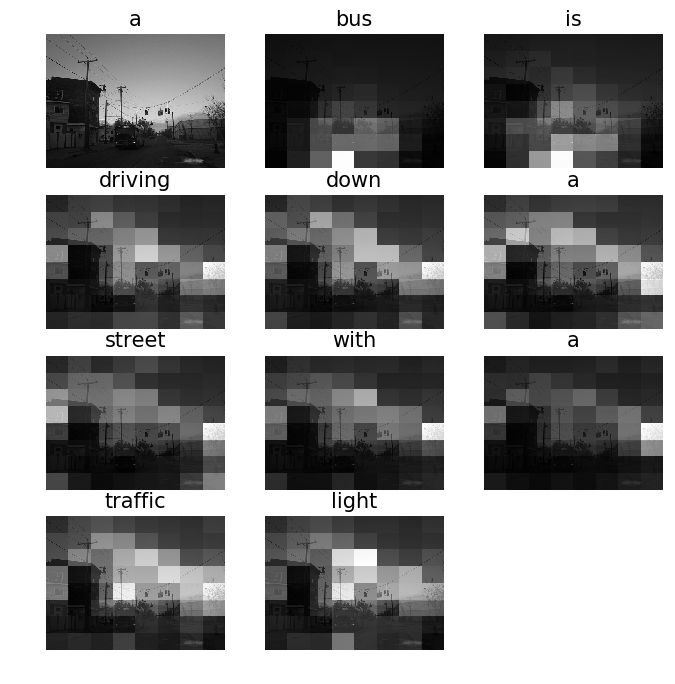 a bus is
driving down a
street with a
traffic light